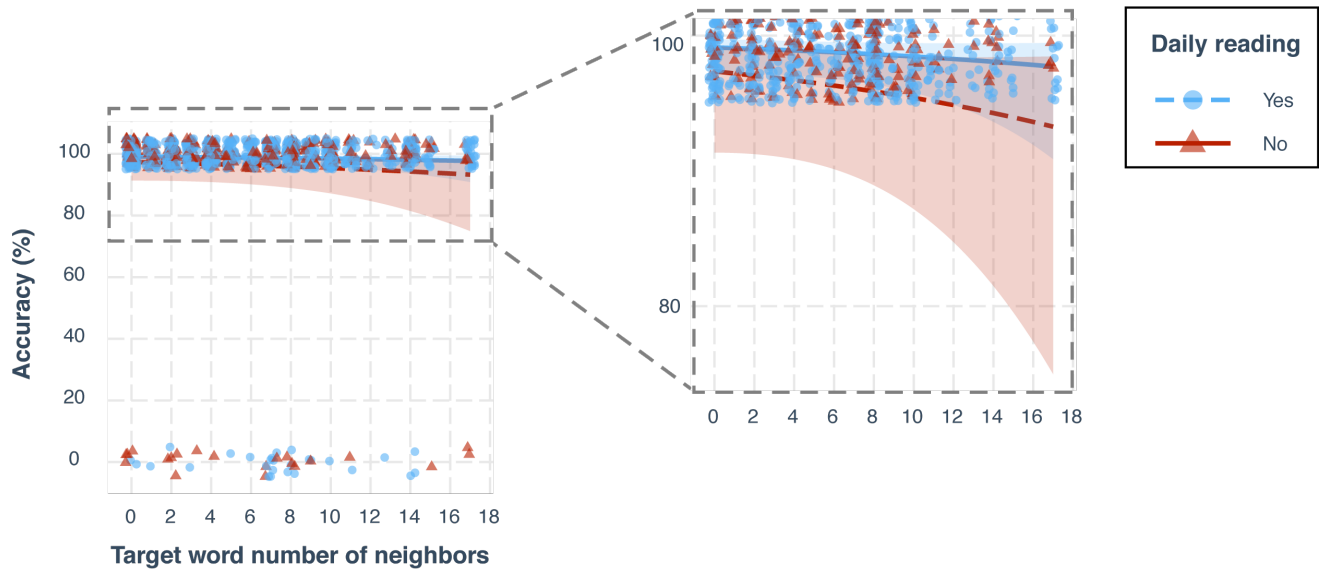 100
80
60
40
20
0
Accuracy (%)
0 2 4 6 8 10 12 14 16 18
Target word number of neighbors
100
80
0 2 4 6 8 10 12 14 16 18
Daily reading
Yes
No